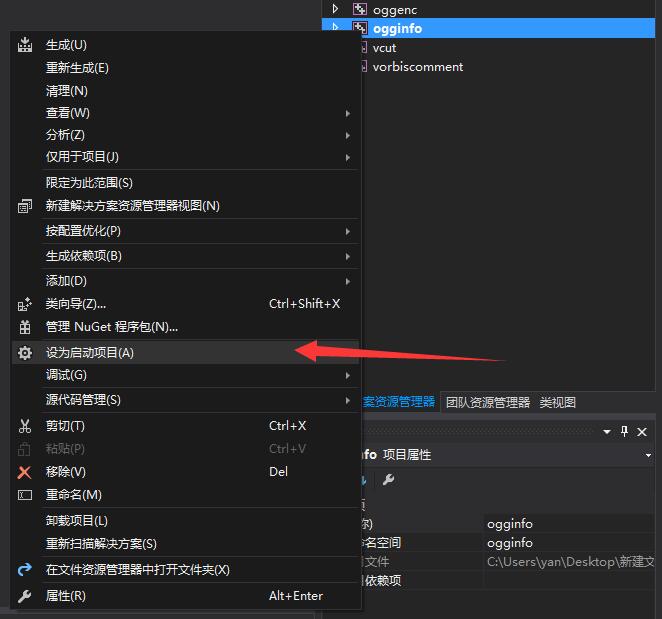 oggenc
ogginfo
vcut
vorbiscomment
生成(U)
重新生成(E)
清理(N)
查看(W)
分析(Z)
仅用于项目(J)
限定为此范围(S)
新建解决方案资源管理器视图(N)
按配置优化(P)
生成依赖项(B)
添加(D)
类向导(Z)... Ctrl+Shift+X
管理 NuGet 程序包(N)...
设为启动项目(A)
调试(G)
源代码管理(S)
剪切(T) Ctrl+X
粘贴(P) Ctrl+V
移除(V) Del
重命名(M)
卸载项目(L)
重新扫描解决方案(S)
在文件资源管理器中打开文件夹(X)
属性(R) Alt+Enter
案资源管理器 团队资源管理器 类视图
nfo 项目属性
称) ogginfo
名空间 ogginfo
文件 C:\Users\yan\Desktop\新建文
依赖项